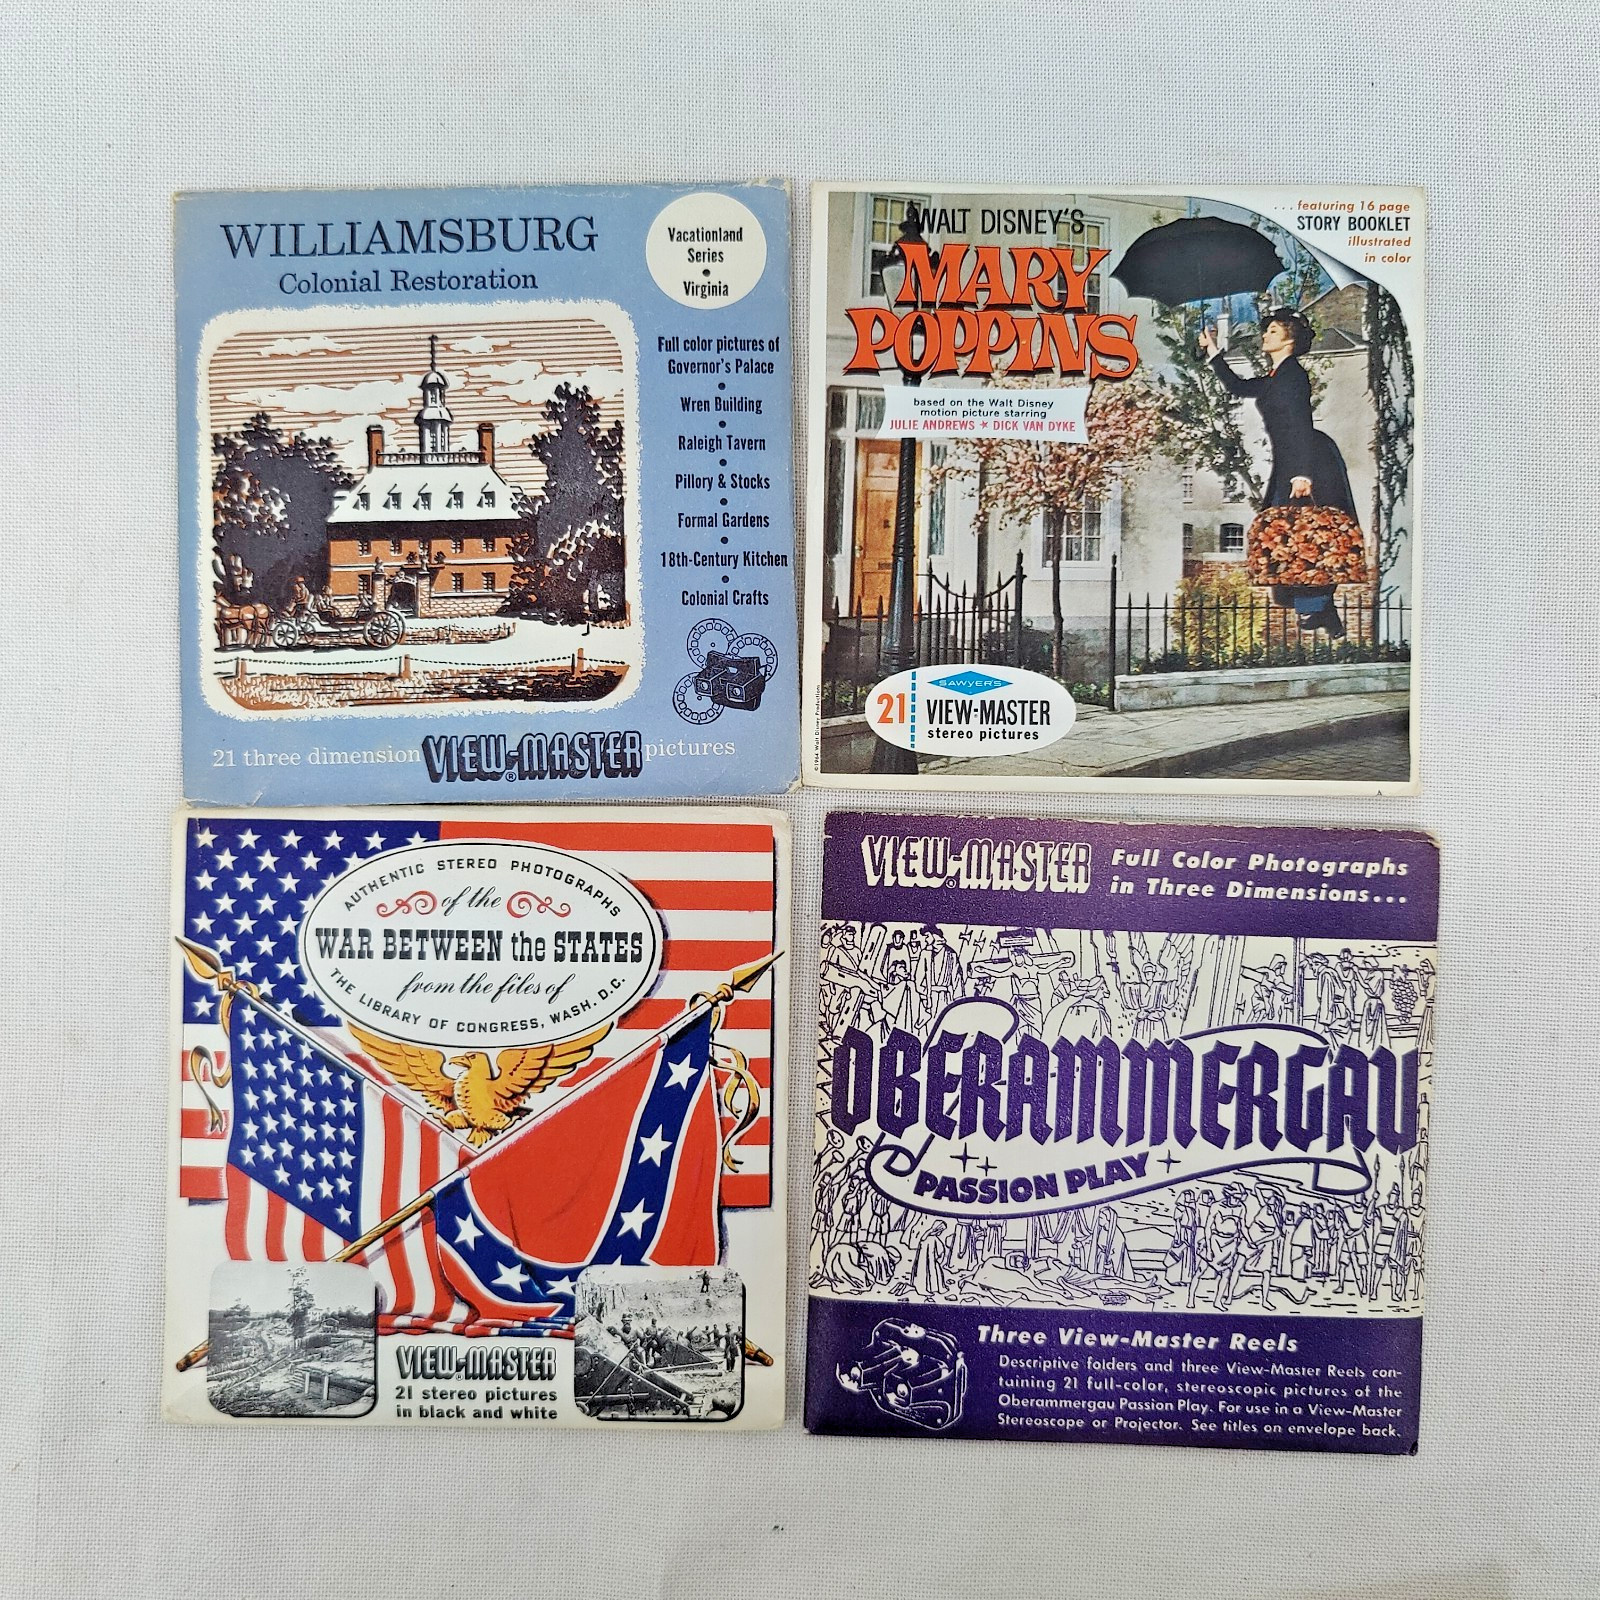 WILLIAMSBURG
Colonial Restoration
Vacationland
Series
•
Virginia
Full color pictures of
Governor's Palace
•
Wren Building
•
Raleigh Tavern
•
Pillory & Stocks
•
Formal Gardens
•
18th-Century Kitchen
•
Colonial Crafts
21 three dimension VIEW-MASTER® pictures
WALT DISNEY'S
MARY
POPPINS
based on the Walt Disney
motion picture starring
JULIE ANDREWS ★ DICK VAN DYKE
...featuring 16 page
STORY BOOKLET
illustrated
in color
SAWYER'S
21 VIEW-MASTER
stereo pictures
©1964 Walt Disney Productions
A
AUTHENTIC STEREO PHOTOGRAPHS
of the
WAR BETWEEN the STATES
from the files of
THE LIBRARY OF CONGRESS, WASH. D.C.
VIEW-MASTER
21 stereo pictures
in black and white
VIEW-MASTER Full Color Photographs
in Three Dimensions...
OBERAMMERGAU
PASSION PLAY
Three View-Master Reels
Descriptive folders and three View-Master Reels con-
taining 21 full-color, stereoscopic pictures of the
Oberammergau Passion Play. For use in a View-Master
Stereoscope or Projector. See titles on envelope back.